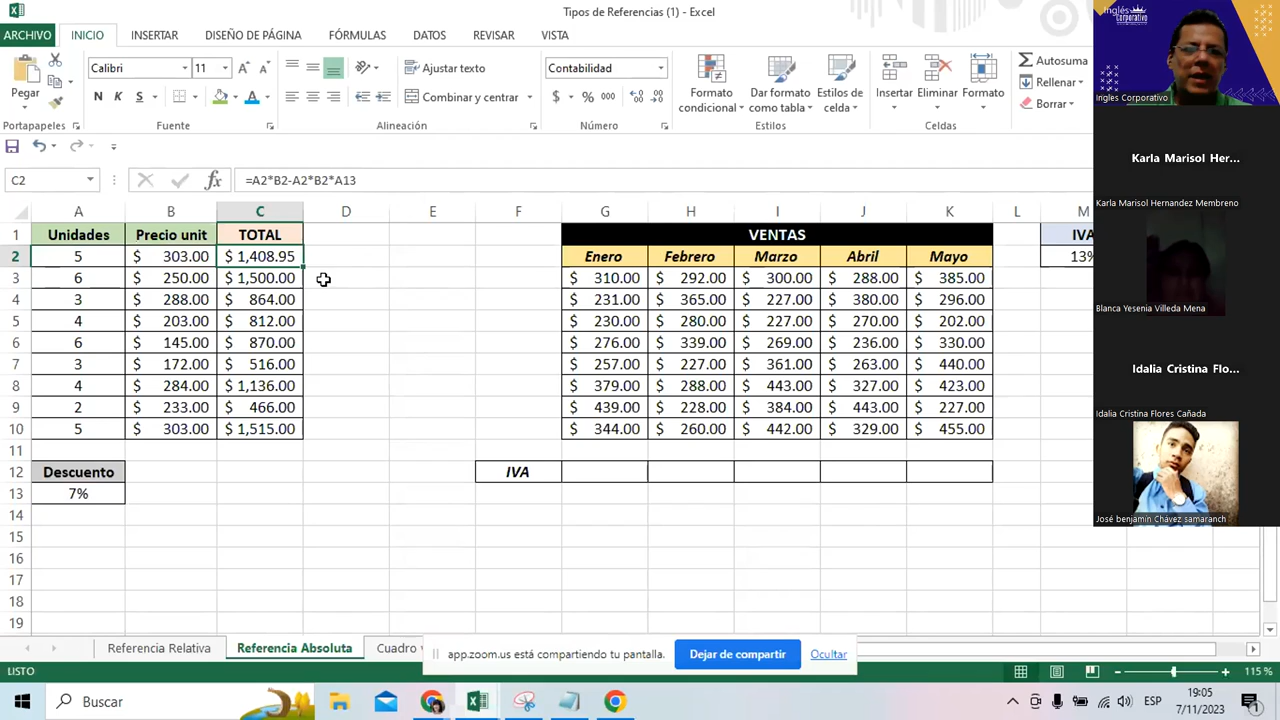 Tipos de Referencias (1) - Excel
ARCHIVO INICIO INSERTAR DISEÑO DE PÁGINA FÓRMULAS DATOS REVISAR VISTA
Pegar
Calibri 11
N K S
Ajustar texto
Combinar y centrar
Contabilidad
$ % 000
Formato condicional
Dar formato como tabla
Estilos de celda
Insertar Eliminar Formato
Autosuma
Rellenar
Borrar
Portapapeles Fuente Alineación Número Estilos Celdas
C2 fx =A2*B2-A2*B2*A13
A B C D E F G H I J K L M
1 Unidades Precio unit TOTAL VENTAS IVA
2 5 $ 303.00 $ 1,408.95 Enero Febrero Marzo Abril Mayo 13%
3 6 $ 250.00 $ 1,500.00 $ 310.00 $ 292.00 $ 300.00 $ 288.00 $ 385.00
4 3 $ 288.00 $ 864.00 $ 231.00 $ 365.00 $ 227.00 $ 380.00 $ 296.00
5 4 $ 203.00 $ 812.00 $ 230.00 $ 280.00 $ 227.00 $ 270.00 $ 202.00
6 6 $ 145.00 $ 870.00 $ 276.00 $ 339.00 $ 269.00 $ 236.00 $ 330.00
7 3 $ 172.00 $ 516.00 $ 257.00 $ 227.00 $ 361.00 $ 263.00 $ 440.00
8 4 $ 284.00 $ 1,136.00 $ 379.00 $ 288.00 $ 443.00 $ 327.00 $ 423.00
9 2 $ 233.00 $ 466.00 $ 439.00 $ 228.00 $ 384.00 $ 443.00 $ 227.00
10 5 $ 303.00 $ 1,515.00 $ 344.00 $ 260.00 $ 442.00 $ 329.00 $ 455.00
11
12 Descuento IVA
13 7%
14
15
16
17
18
19
Referencia Relativa Referencia Absoluta Cuadro
app.zoom.us está compartiendo tu pantalla. Dejar de compartir Ocultar
LISTO 115 %
Buscar
ESP
19:05
7/11/2023
Inglés
Corporativo
Ingles Corporativo
Karla Marisol Her...
Karla Marisol Hernandez Membreno
Blanca Yesenia Villeda Mena
Idalia Cristina Flo...
Idalia Cristina Flores Cañada
José benjamín Chávez samaranch